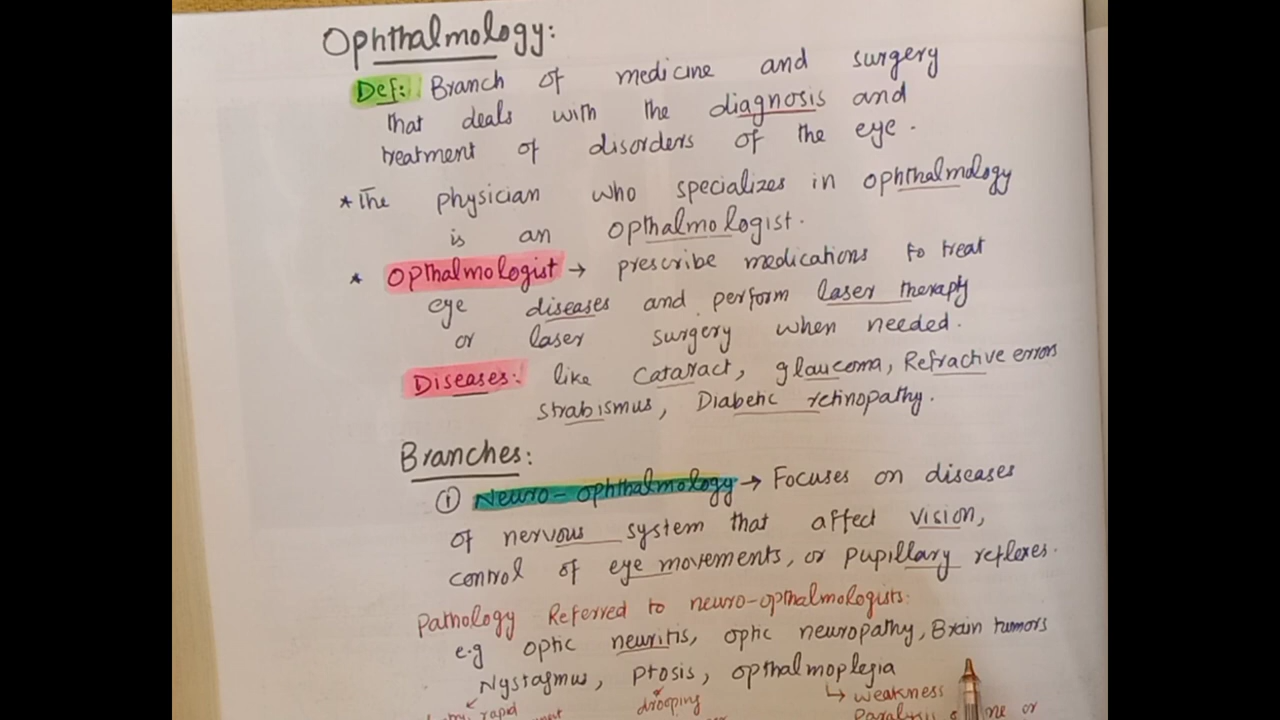 Ophthalmology:
Def: Branch of medicine and surgery
that deals with the diagnosis and
treatment of disorders of the eye.
* The physician who specializes in ophthalmology
is an opthalmologist.
* Opthalmologist → prescribe medications to treat
eye diseases and perform laser therapy
or laser surgery when needed.
Diseases: like Cataract, glaucoma, Refractive errors
strabismus, Diabetic retinopathy.
Branches:
① Neuro-ophthalmology → Focuses on diseases
of nervous system that affect vision,
control of eye movements, or pupillary reflexes.
Pathology Referred to neuro-opthalmologists:
e.g optic neuritis, optic neuropathy, Brain tumors
Nystagmus, Ptosis, opthalmoplegia
rapid drooping ↳ weakness
Paralysis